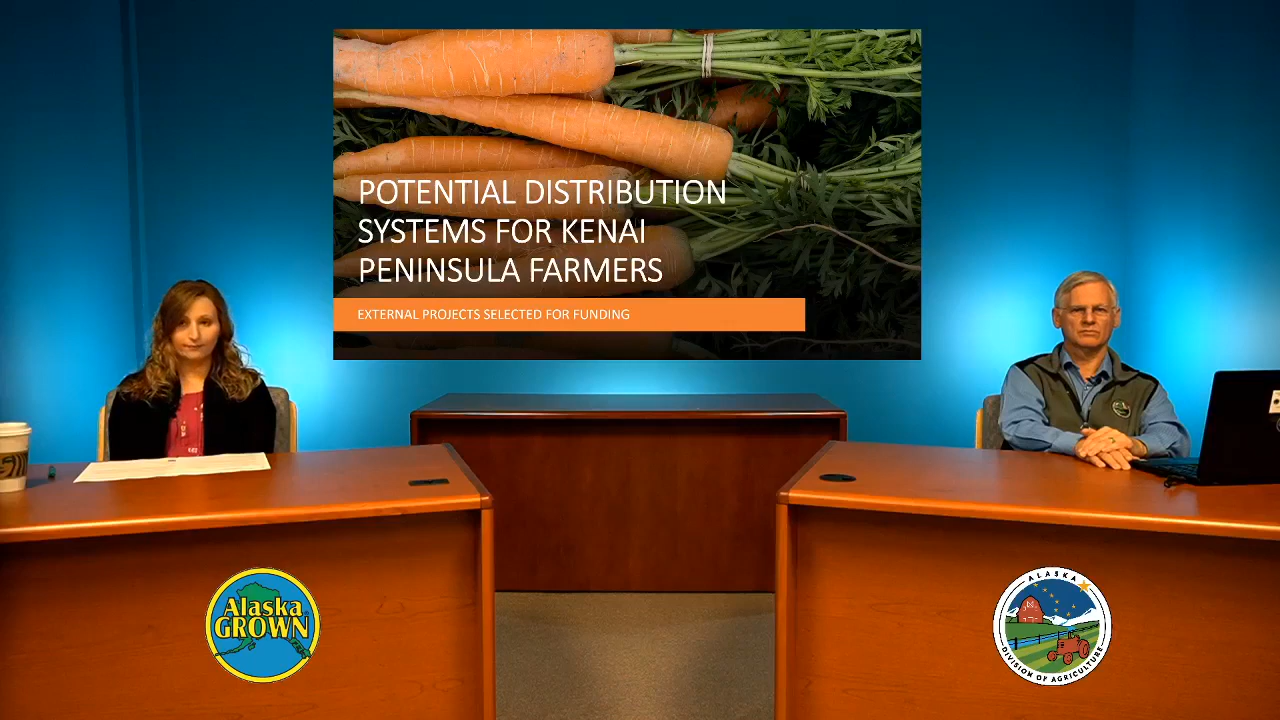 POTENTIAL DISTRIBUTION
SYSTEMS FOR KENAI
PENINSULA FARMERS
EXTERNAL PROJECTS SELECTED FOR FUNDING
Alaska
GROWN
ALASKA
DIVISION OF AGRICULTURE